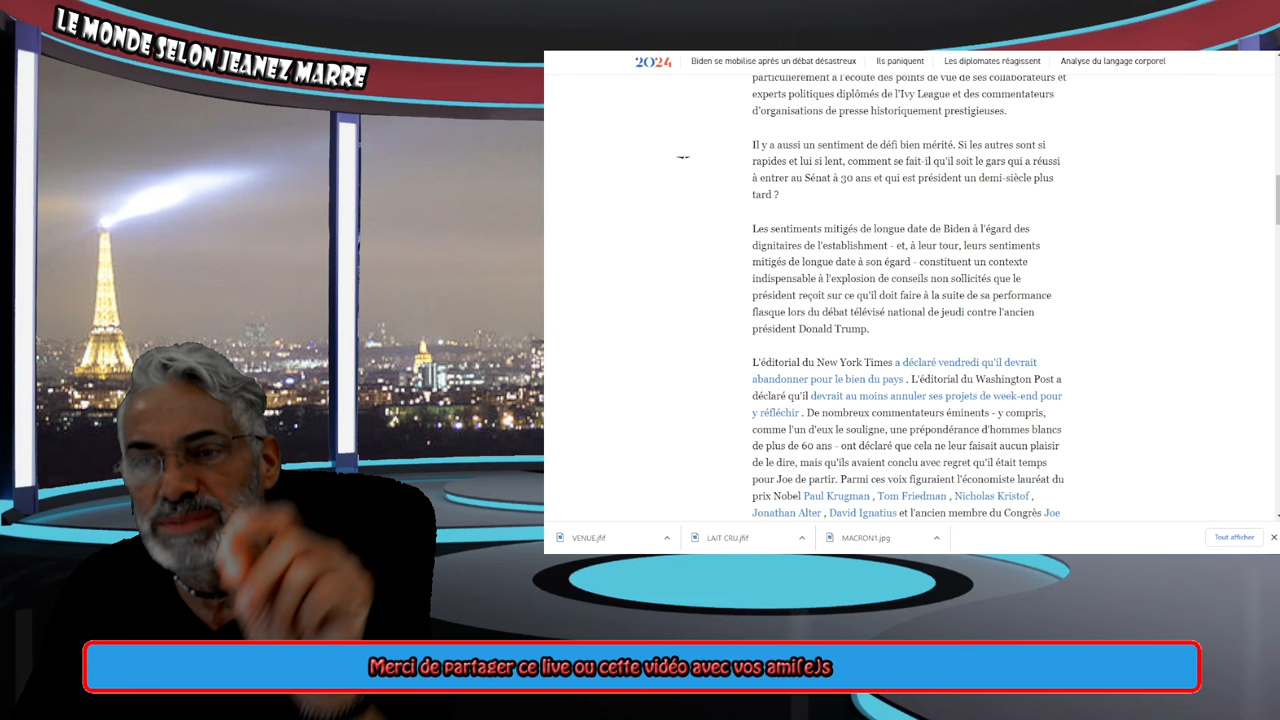 LE MONDE SELON JEANEZ MARRE
2024
Biden se mobilise après un débat désastreux
Ils paniquent
Les diplomates réagissent
Analyse du langage corporel
particulièrement à l'écoute des points de vue de ses collaborateurs et
experts politiques diplômés de l'Ivy League et des commentateurs
d'organisations de presse historiquement prestigieuses.
Il y a aussi un sentiment de défi bien mérité. Si les autres sont si
rapides et lui si lent, comment se fait-il qu'il soit le gars qui a réussi
à entrer au Sénat à 30 ans et qui est président un demi-siècle plus
tard ?
Les sentiments mitigés de longue date de Biden à l'égard des
dignitaires de l'establishment - et, à leur tour, leurs sentiments
mitigés de longue date à son égard - constituent un contexte
indispensable à l'explosion de conseils non sollicités que le
président reçoit sur ce qu'il doit faire à la suite de sa performance
flasque lors du débat télévisé national de jeudi contre l'ancien
président Donald Trump.
L'éditorial du New York Times a déclaré vendredi qu'il devrait
abandonner pour le bien du pays . L'éditorial du Washington Post a
déclaré qu'il devrait au moins annuler ses projets de week-end pour
y réfléchir . De nombreux commentateurs éminents - y compris,
comme l'un d'eux le souligne, une prépondérance d'hommes blancs
de plus de 60 ans - ont déclaré que cela ne leur faisait aucun plaisir
de le dire, mais qu'ils avaient conclu avec regret qu'il était temps
pour Joe de partir. Parmi ces voix figuraient l'économiste lauréat du
prix Nobel Paul Krugman , Tom Friedman , Nicholas Kristof ,
Jonathan Alter , David Ignatius et l'ancien membre du Congrès Joe
VENUE.jfif
LAIT CRU.jfif
MACRON1.jpg
Tout afficher
Merci de partager ce live ou cette vidéo avec vos ami(e)s